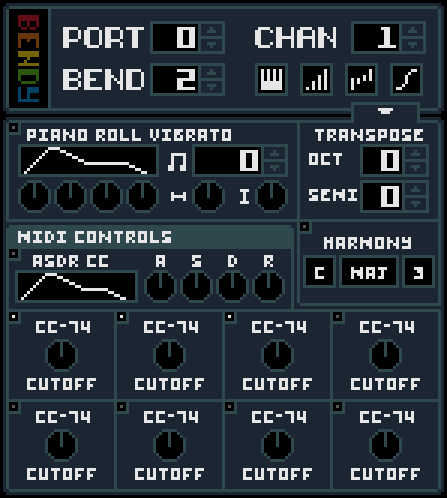 BENDY
PORT 0 CHAN 1
BEND 2
PIANO ROLL VIBRATO
0
TRANSPOSE
OCT 0
SEMI 0
MIDI CONTROLS
ASDR CC A S D R
HARMONY
C MAJ 3
CC-74 CC-74 CC-74 CC-74
CUTOFF CUTOFF CUTOFF CUTOFF
CC-74 CC-74 CC-74 CC-74
CUTOFF CUTOFF CUTOFF CUTOFF